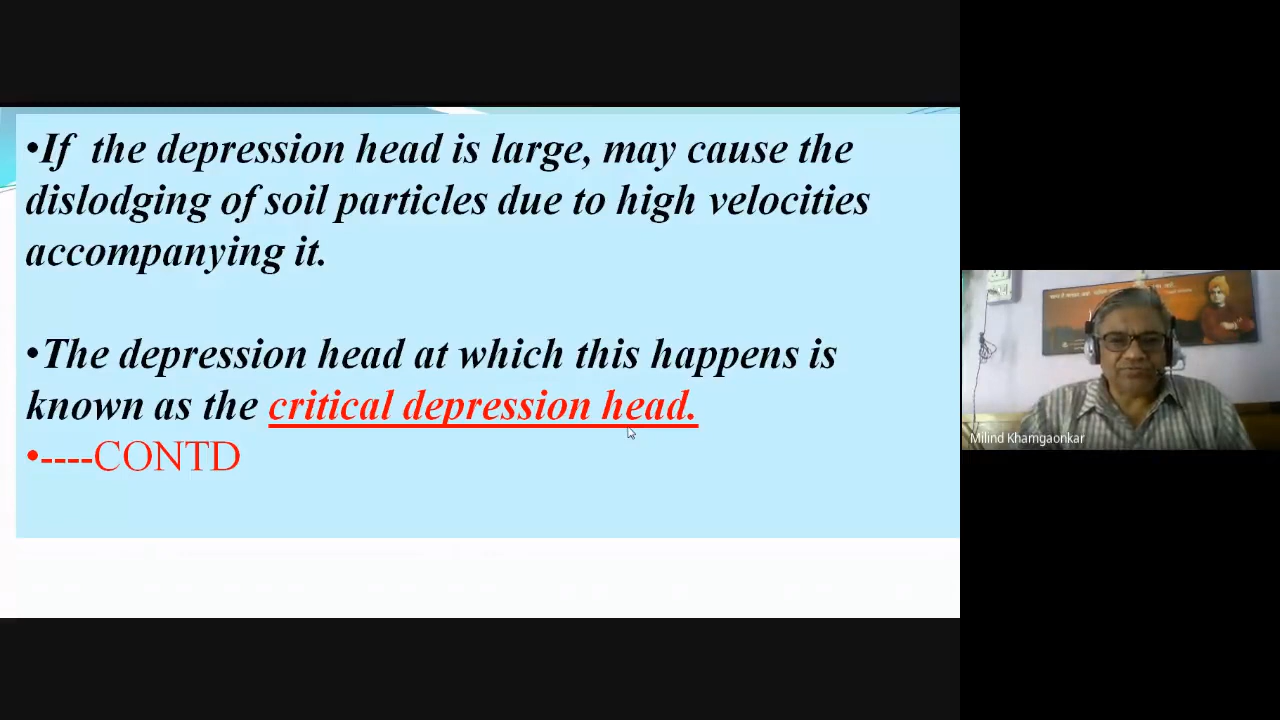 •If the depression head is large, may cause the
dislodging of soil particles due to high velocities
accompanying it.
•The depression head at which this happens is
known as the critical depression head.
•----CONTD
Milind Khamgaonkar